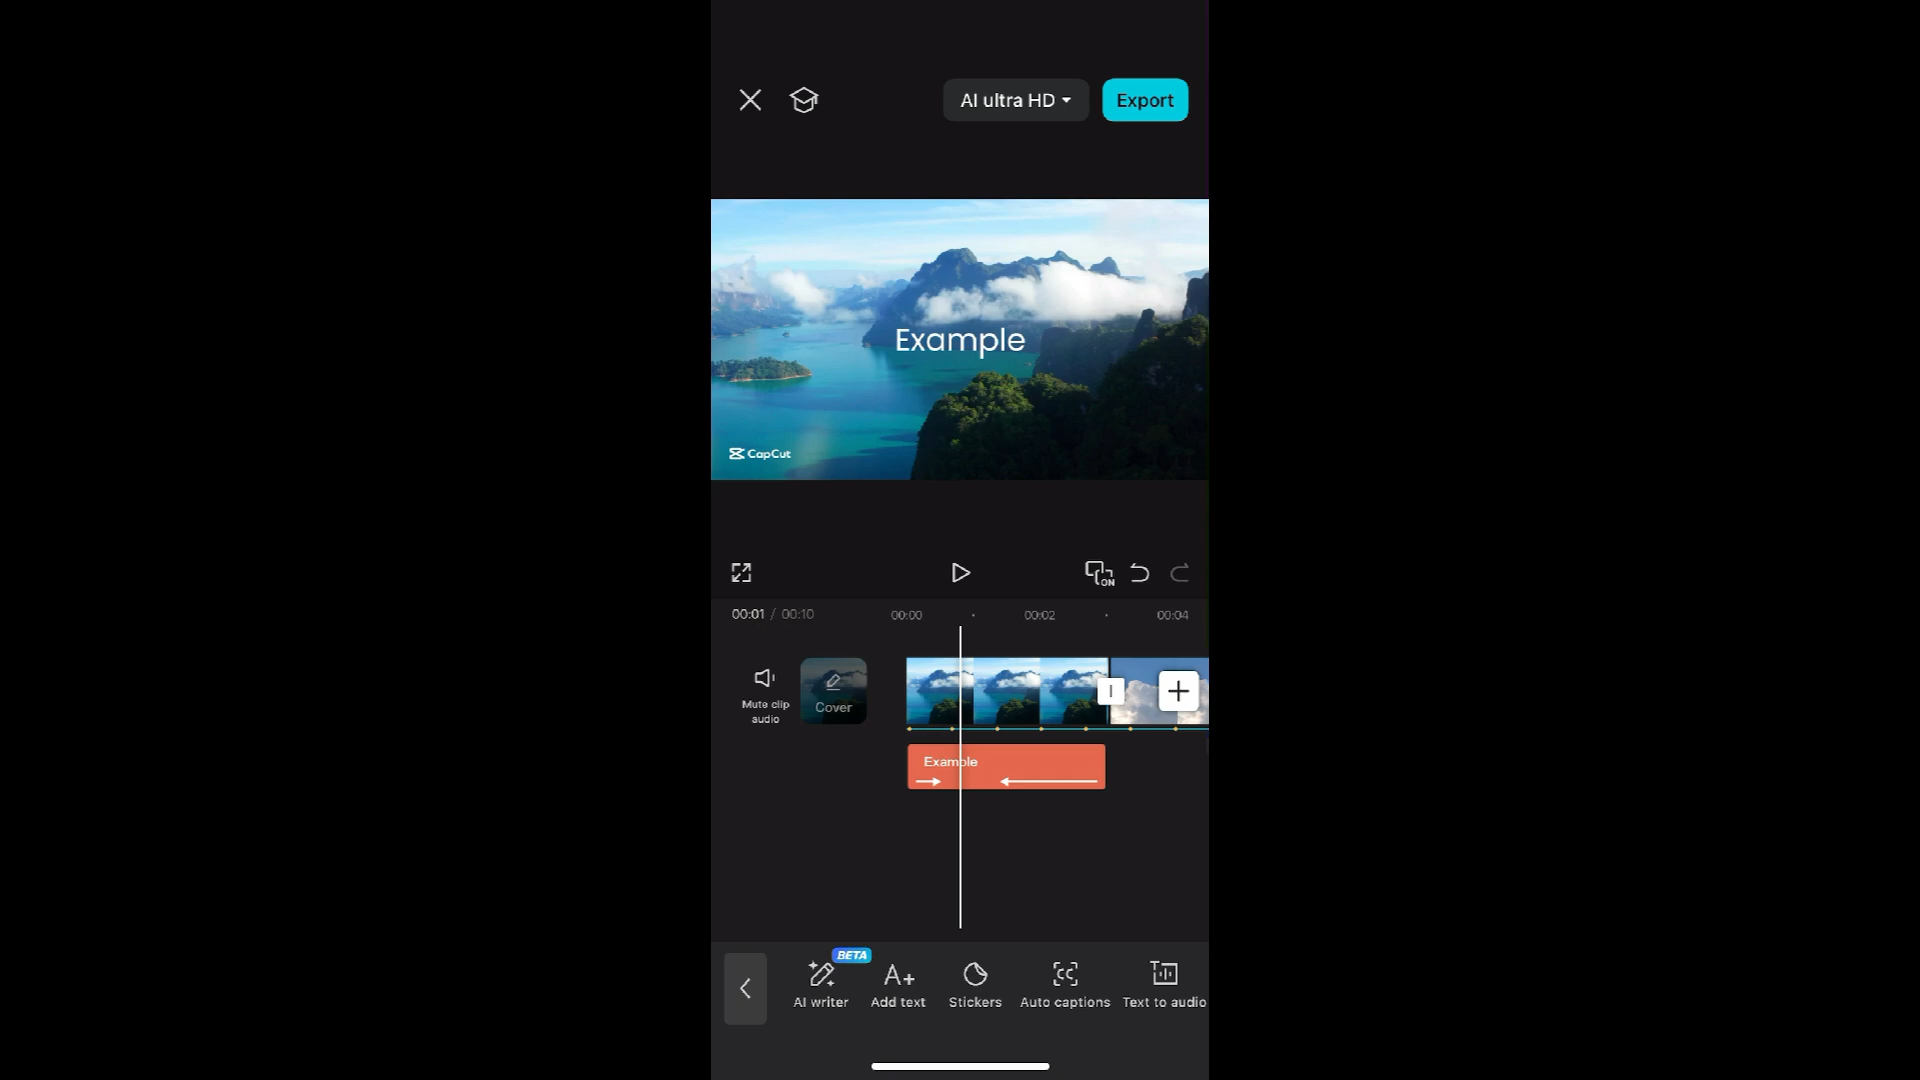 AI ultra HD
Export
Example
CapCut
ON
00:01 / 00:10
00:00
00:02
00:04
Mute clip
audio
Cover
Example
BETA
AI writer
Add text
Stickers
Auto captions
Text to audio